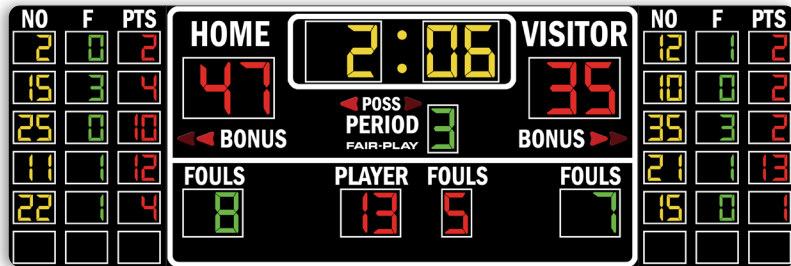 NO F PTS
2 0 2
15 3 4
25 0 10
11 1 12
22 1 4
HOME 2:06 VISITOR
47 35
POSS
PERIOD 3
FAIR-PLAY
BONUS BONUS
FOULS PLAYER FOULS FOULS
8 13 5 7
NO F PTS
12 1 2
10 0 2
35 3 2
21 1 13
15 0 1